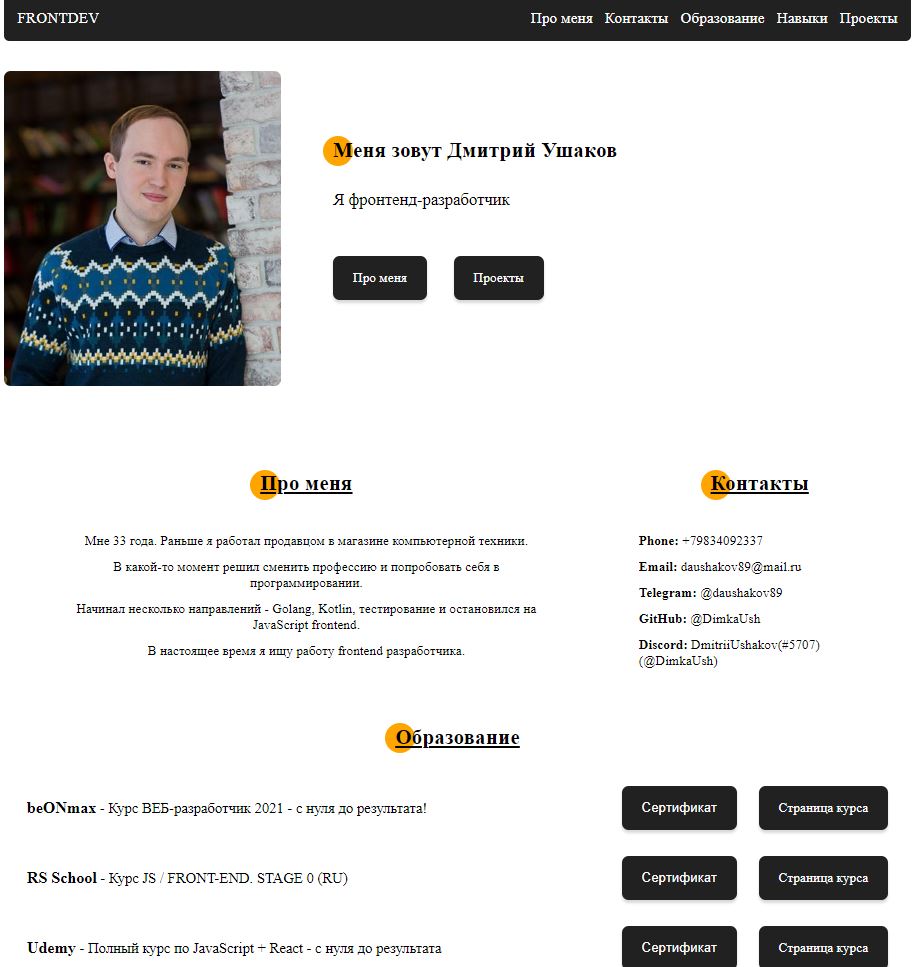 FRONTDEV Про меня Контакты Образование Навыки Проекты
Меня зовут Дмитрий Ушаков
Я фронтенд-разработчик
Про меня Проекты
Про меня
Мне 33 года. Раньше я работал продавцом в магазине компьютерной техники.
В какой-то момент решил сменить профессию и попробовать себя в
программировании.
Начинал несколько направлений - Golang, Kotlin, тестирование и остановился на
JavaScript frontend.
В настоящее время я ищу работу frontend разработчика.
Контакты
Phone: +79834092337
Email: daushakov89@mail.ru
Telegram: @daushakov89
GitHub: @DimkaUsh
Discord: DmitriiUshakov(#5707)
(@DimkaUsh)
Образование
beONmax - Курс ВЕБ-разработчик 2021 - с нуля до результата! Сертификат Страница курса
RS School - Курс JS / FRONT-END. STAGE 0 (RU) Сертификат Страница курса
Udemy - Полный курс по JavaScript + React - с нуля до результата Сертификат Страница курса